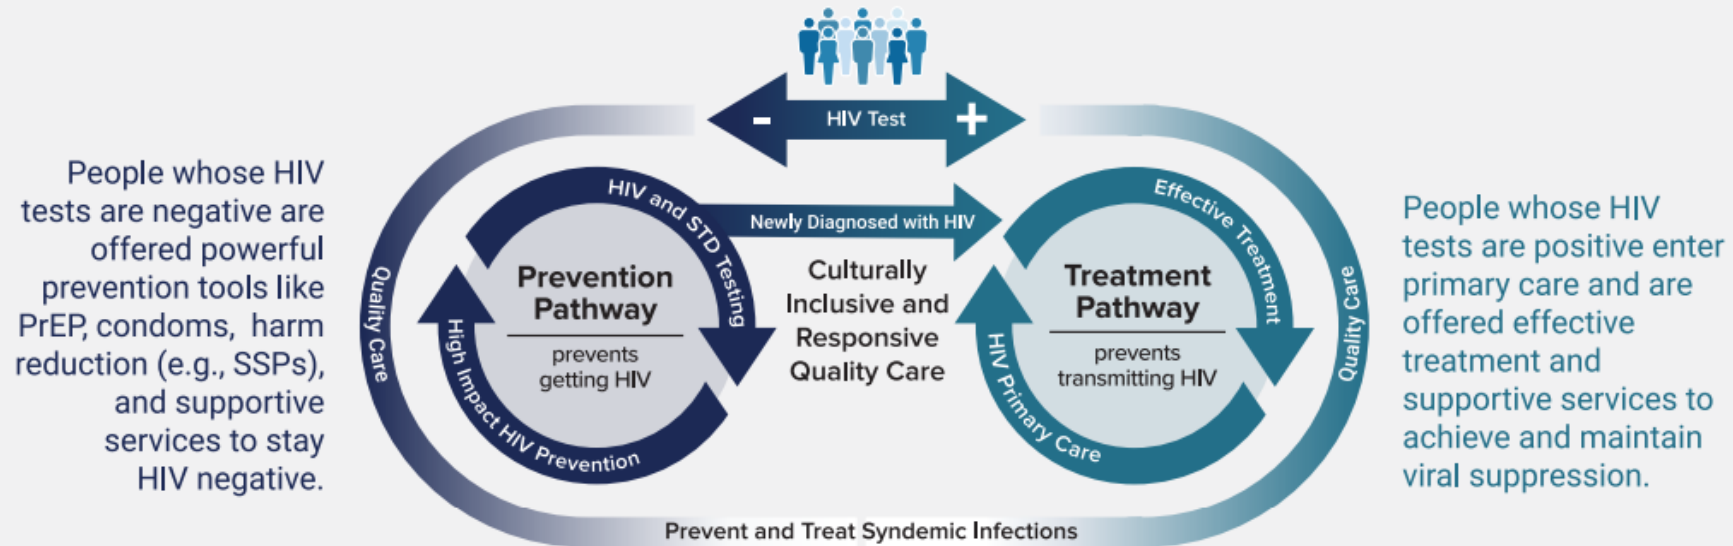 - HIV Test +
People whose HIV
tests are negative are
offered powerful
prevention tools like
PrEP, condoms, harm
reduction (e.g., SSPs),
and supportive
services to stay
HIV negative.
Quality Care
HIV and STD Testing
High Impact HIV Prevention
Prevention
Pathway
prevents
getting HIV
Newly Diagnosed with HIV
Culturally
Inclusive and
Responsive
Quality Care
Effective Treatment
HIV Primary Care
Treatment
Pathway
prevents
transmitting HIV
Quality Care
People whose HIV
tests are positive enter
primary care and are
offered effective
treatment and
supportive services to
achieve and maintain
viral suppression.
Prevent and Treat Syndemic Infections